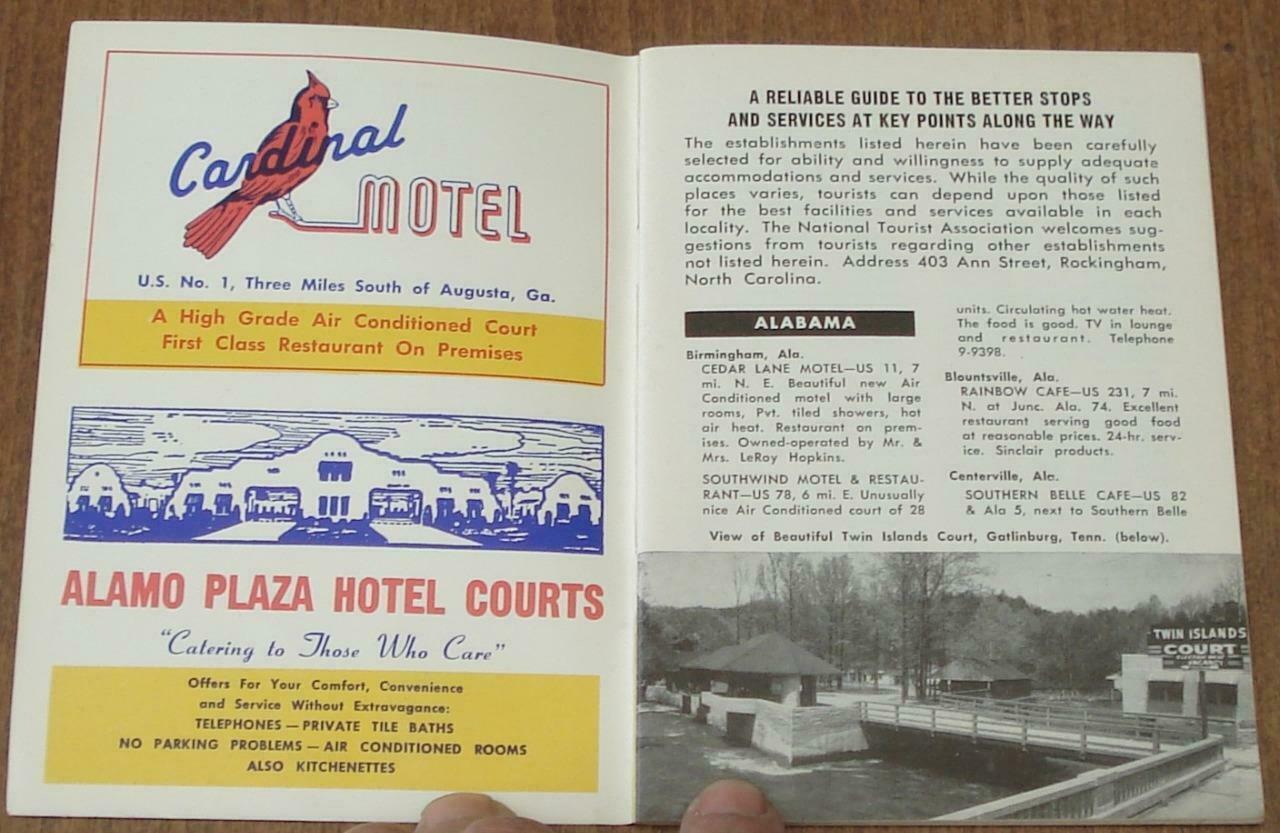 Cardinal
MOTEL
U.S. No. 1, Three Miles South of Augusta, Ga.
A High Grade Air Conditioned Court
First Class Restaurant On Premises
ALAMO PLAZA HOTEL COURTS
"Catering to Those Who Care"
Offers For Your Comfort, Convenience
and Service Without Extravagance:
TELEPHONES — PRIVATE TILE BATHS
NO PARKING PROBLEMS — AIR CONDITIONED ROOMS
ALSO KITCHENETTES
A RELIABLE GUIDE TO THE BETTER STOPS
AND SERVICES AT KEY POINTS ALONG THE WAY
The establishments listed herein have been carefully
selected for ability and willingness to supply adequate
accommodations and services. While the quality of such
places varies, tourists can depend upon those listed
for the best facilities and services available in each
locality. The National Tourist Association welcomes sug-
gestions from tourists regarding other establishments
not listed herein. Address 403 Ann Street, Rockingham,
North Carolina.
ALABAMA
Birmingham, Ala.
CEDAR LANE MOTEL—US 11, 7
mi. N. E. Beautiful new Air
Conditioned motel with large
rooms, Pvt. tiled showers, hot
air heat. Restaurant on prem-
ises. Owned-operated by Mr. &
Mrs. LeRoy Hopkins.
SOUTHWIND MOTEL & RESTAU-
RANT—US 78, 6 mi. E. Unusually
nice Air Conditioned court of 28
units. Circulating hot water heat.
The food is good. TV in lounge
and restaurant. Telephone
9-9398.
Blountsville, Ala.
RAINBOW CAFE—US 231, 7 mi.
N. at Junc. Ala. 74. Excellent
restaurant serving good food
at reasonable prices. 24-hr. serv-
ice. Sinclair products.
Centerville, Ala.
SOUTHERN BELLE CAFE—US 82
& Ala 5, next to Southern Belle
View of Beautiful Twin Islands Court, Gatlinburg, Tenn. (below).
TWIN ISLANDS
COURT
VACANCY